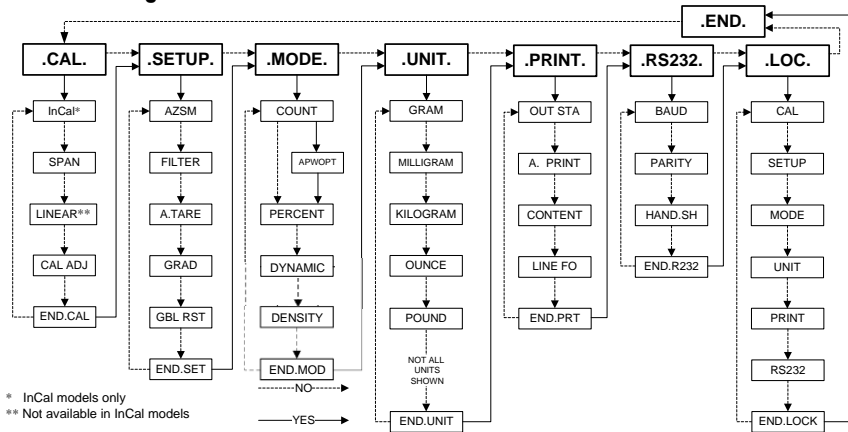 .END.
.CAL.
InCal*
SPAN
LINEAR**
CAL ADJ
END.CAL
.SETUP.
AZSM
FILTER
A.TARE
GRAD
GBL RST
END.SET
.MODE.
COUNT
APWOPT
PERCENT
DYNAMIC
DENSITY
END.MOD
.UNIT.
GRAM
MILLIGRAM
KILOGRAM
OUNCE
POUND
NOT ALL
UNITS
SHOWN
END.UNIT
.PRINT.
OUT STA
A. PRINT
CONTENT
LINE FO
END.PRT
.RS232.
BAUD
PARITY
HAND.SH
END.R232
.LOC.
CAL
SETUP
MODE
UNIT
PRINT
RS232
END.LOCK
NO
YES
* InCal models only
** Not available in InCal models